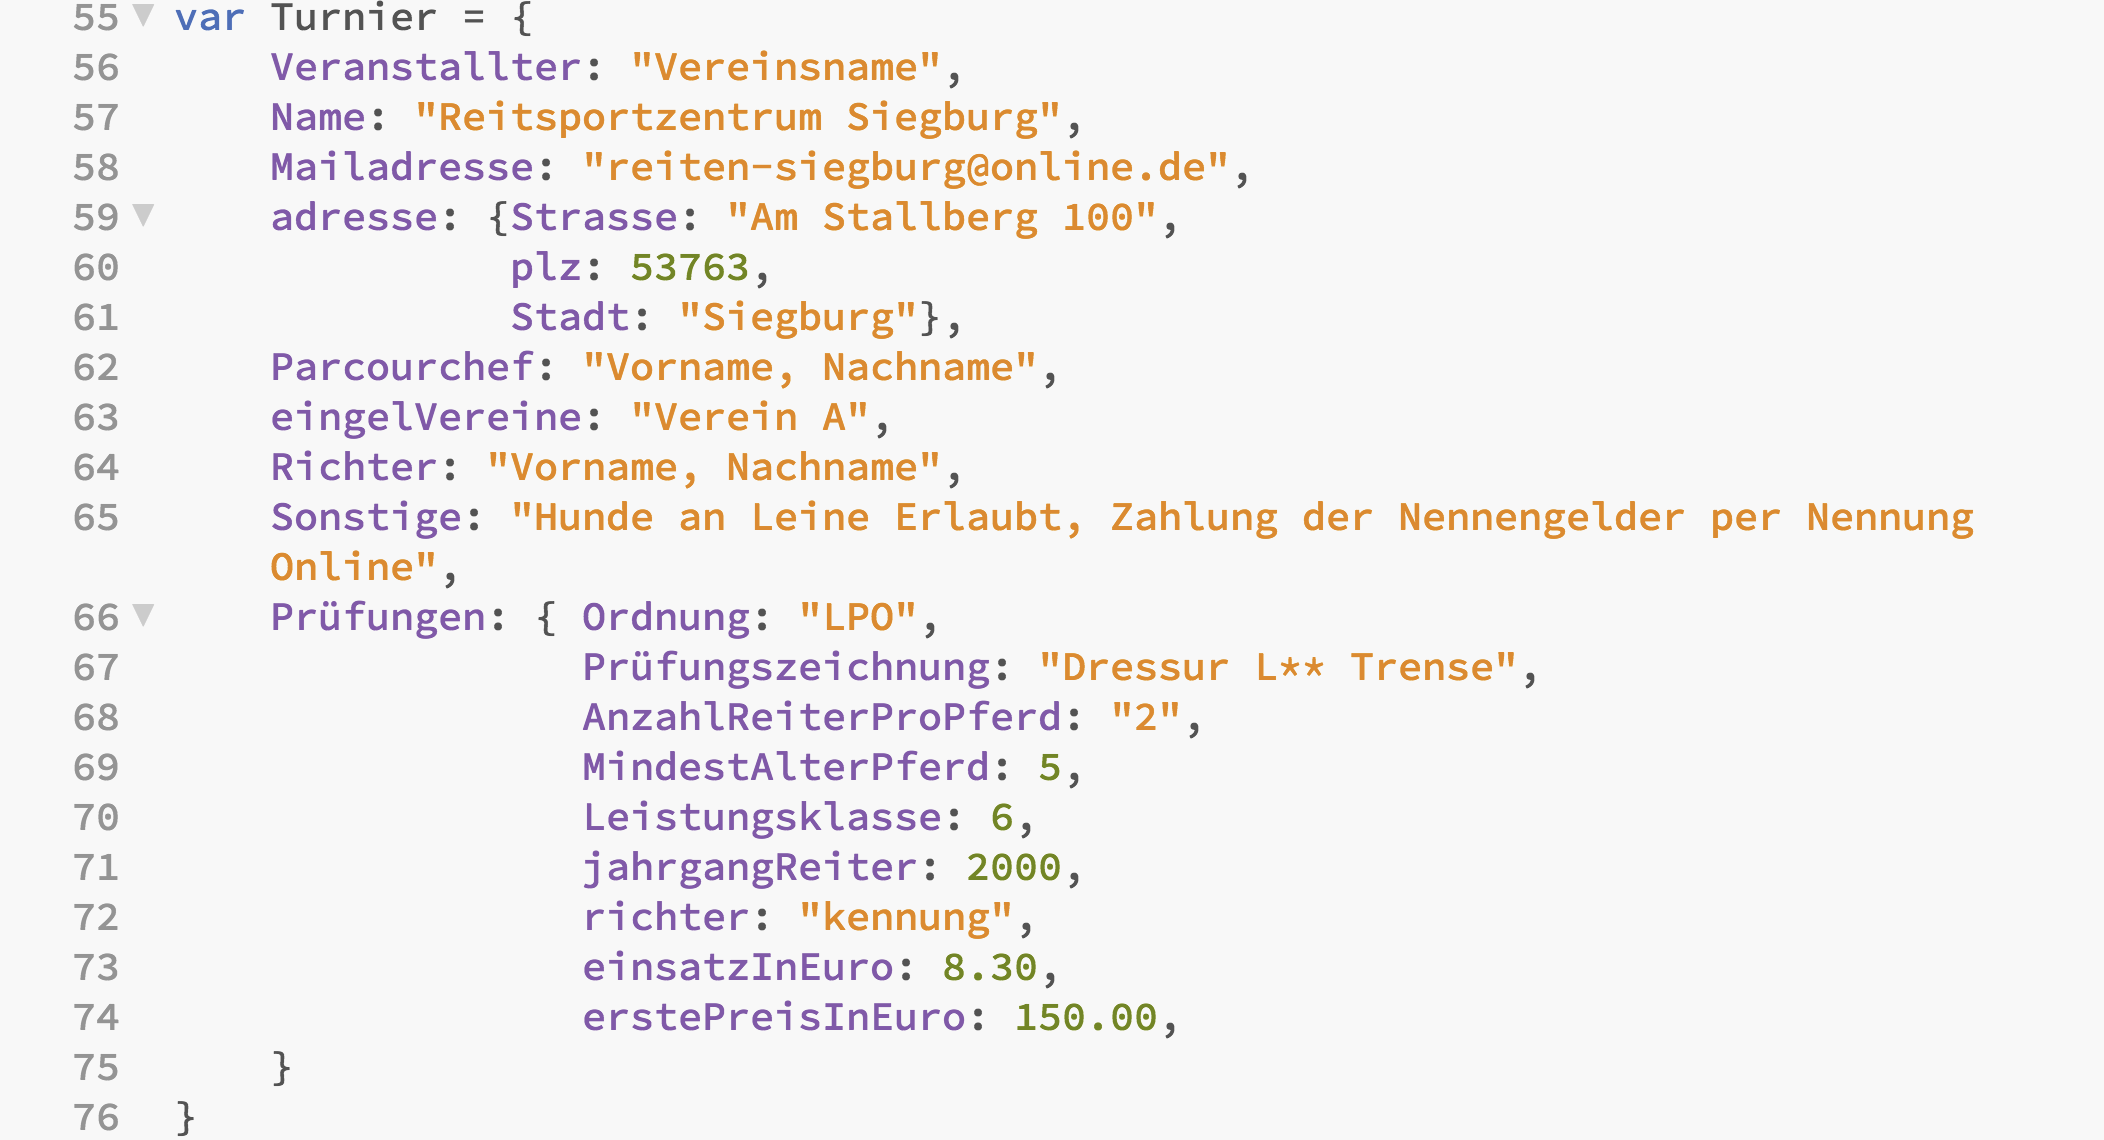 55 var Turnier = {
56 Veranstallter: "Vereinsname",
57 Name: "Reitsportzentrum Siegburg",
58 Mailadresse: "reiten-siegburg@online.de",
59 adresse: {Strasse: "Am Stallberg 100",
60 plz: 53763,
61 Stadt: "Siegburg"},
62 Parcourchef: "Vorname, Nachname",
63 eingelVereine: "Verein A",
64 Richter: "Vorname, Nachname",
65 Sonstige: "Hunde an Leine Erlaubt, Zahlung der Nennengelder per Nennung
Online",
66 Prüfungen: { Ordnung: "LPO",
67 Prüfungszeichnung: "Dressur L** Trense",
68 AnzahlReiterProPferd: "2",
69 MindestAlterPferd: 5,
70 Leistungsklasse: 6,
71 jahrgangReiter: 2000,
72 richter: "kennung",
73 einsatzInEuro: 8.30,
74 erstePreisInEuro: 150.00,
75 }
76 }